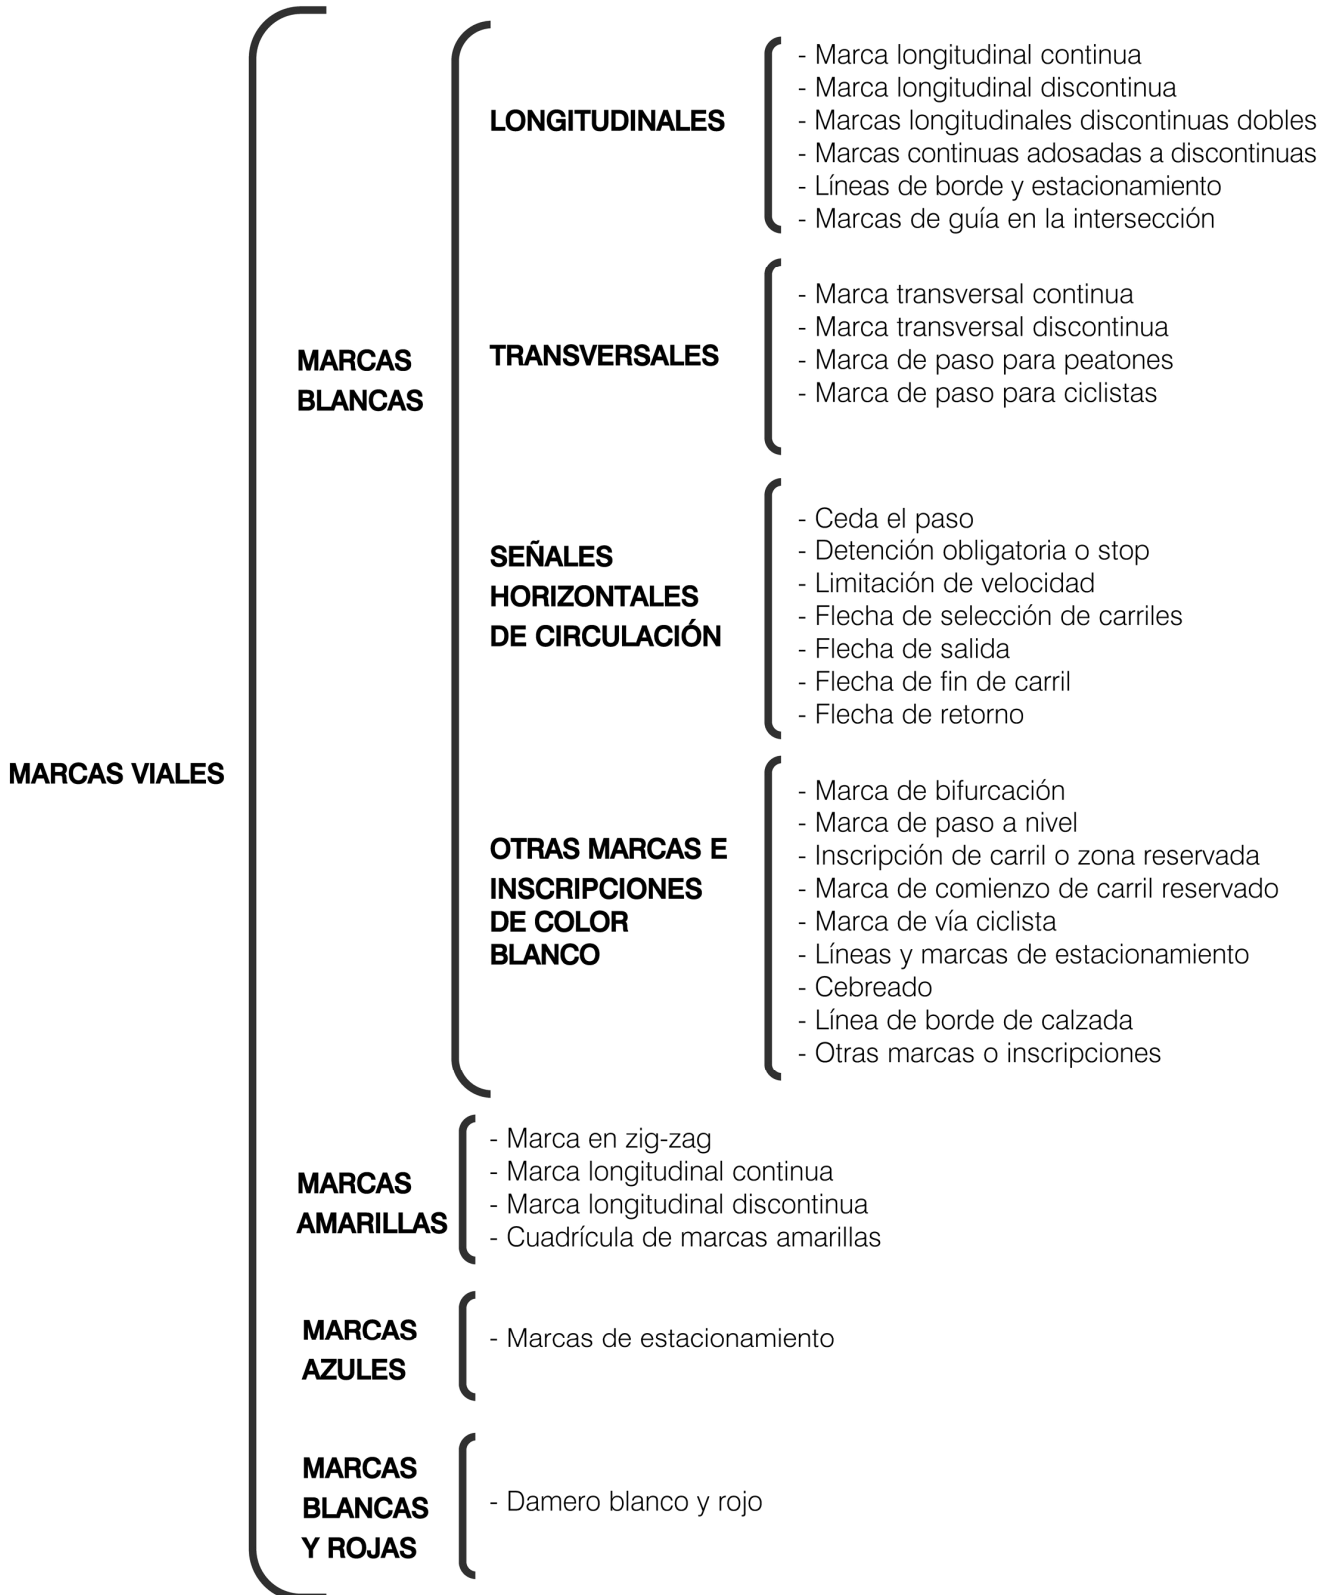 MARCAS VIALES
MARCAS
BLANCAS
LONGITUDINALES
- Marca longitudinal continua
- Marca longitudinal discontinua
- Marcas longitudinales discontinuas dobles
- Marcas continuas adosadas a discontinuas
- Líneas de borde y estacionamiento
- Marcas de guía en la intersección
TRANSVERSALES
- Marca transversal continua
- Marca transversal discontinua
- Marca de paso para peatones
- Marca de paso para ciclistas
SEÑALES
HORIZONTALES
DE CIRCULACIÓN
- Ceda el paso
- Detención obligatoria o stop
- Limitación de velocidad
- Flecha de selección de carriles
- Flecha de salida
- Flecha de fin de carril
- Flecha de retorno
OTRAS MARCAS E
INSCRIPCIONES
DE COLOR
BLANCO
- Marca de bifurcación
- Marca de paso a nivel
- Inscripción de carril o zona reservada
- Marca de comienzo de carril reservado
- Marca de vía ciclista
- Líneas y marcas de estacionamiento
- Cebreado
- Línea de borde de calzada
- Otras marcas o inscripciones
MARCAS
AMARILLAS
- Marca en zig-zag
- Marca longitudinal continua
- Marca longitudinal discontinua
- Cuadrícula de marcas amarillas
MARCAS
AZULES
- Marcas de estacionamiento
MARCAS
BLANCAS
Y ROJAS
- Damero blanco y rojo